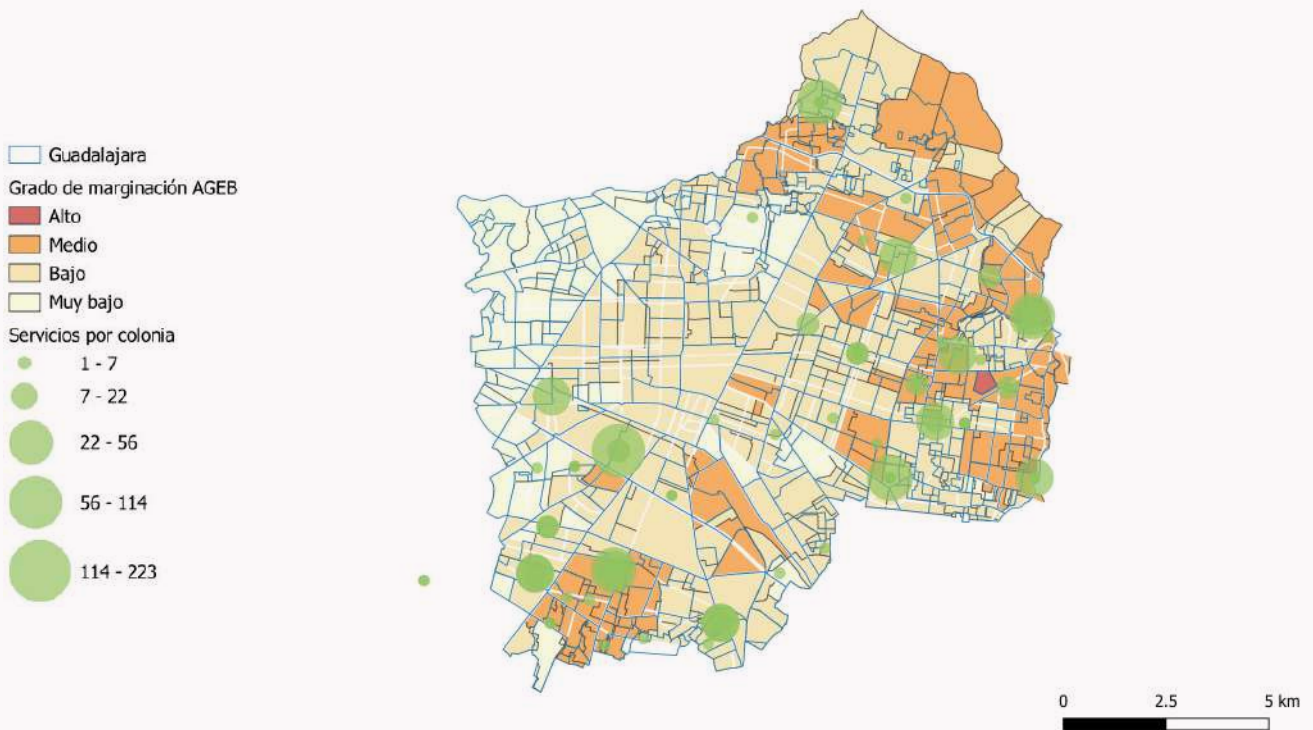 Guadalajara
Grado de marginación AGEB
Alto
Medio
Bajo
Muy bajo
Servicios por colonia
1 - 7
7 - 22
22 - 56
56 - 114
114 - 223
0 2.5 5 km